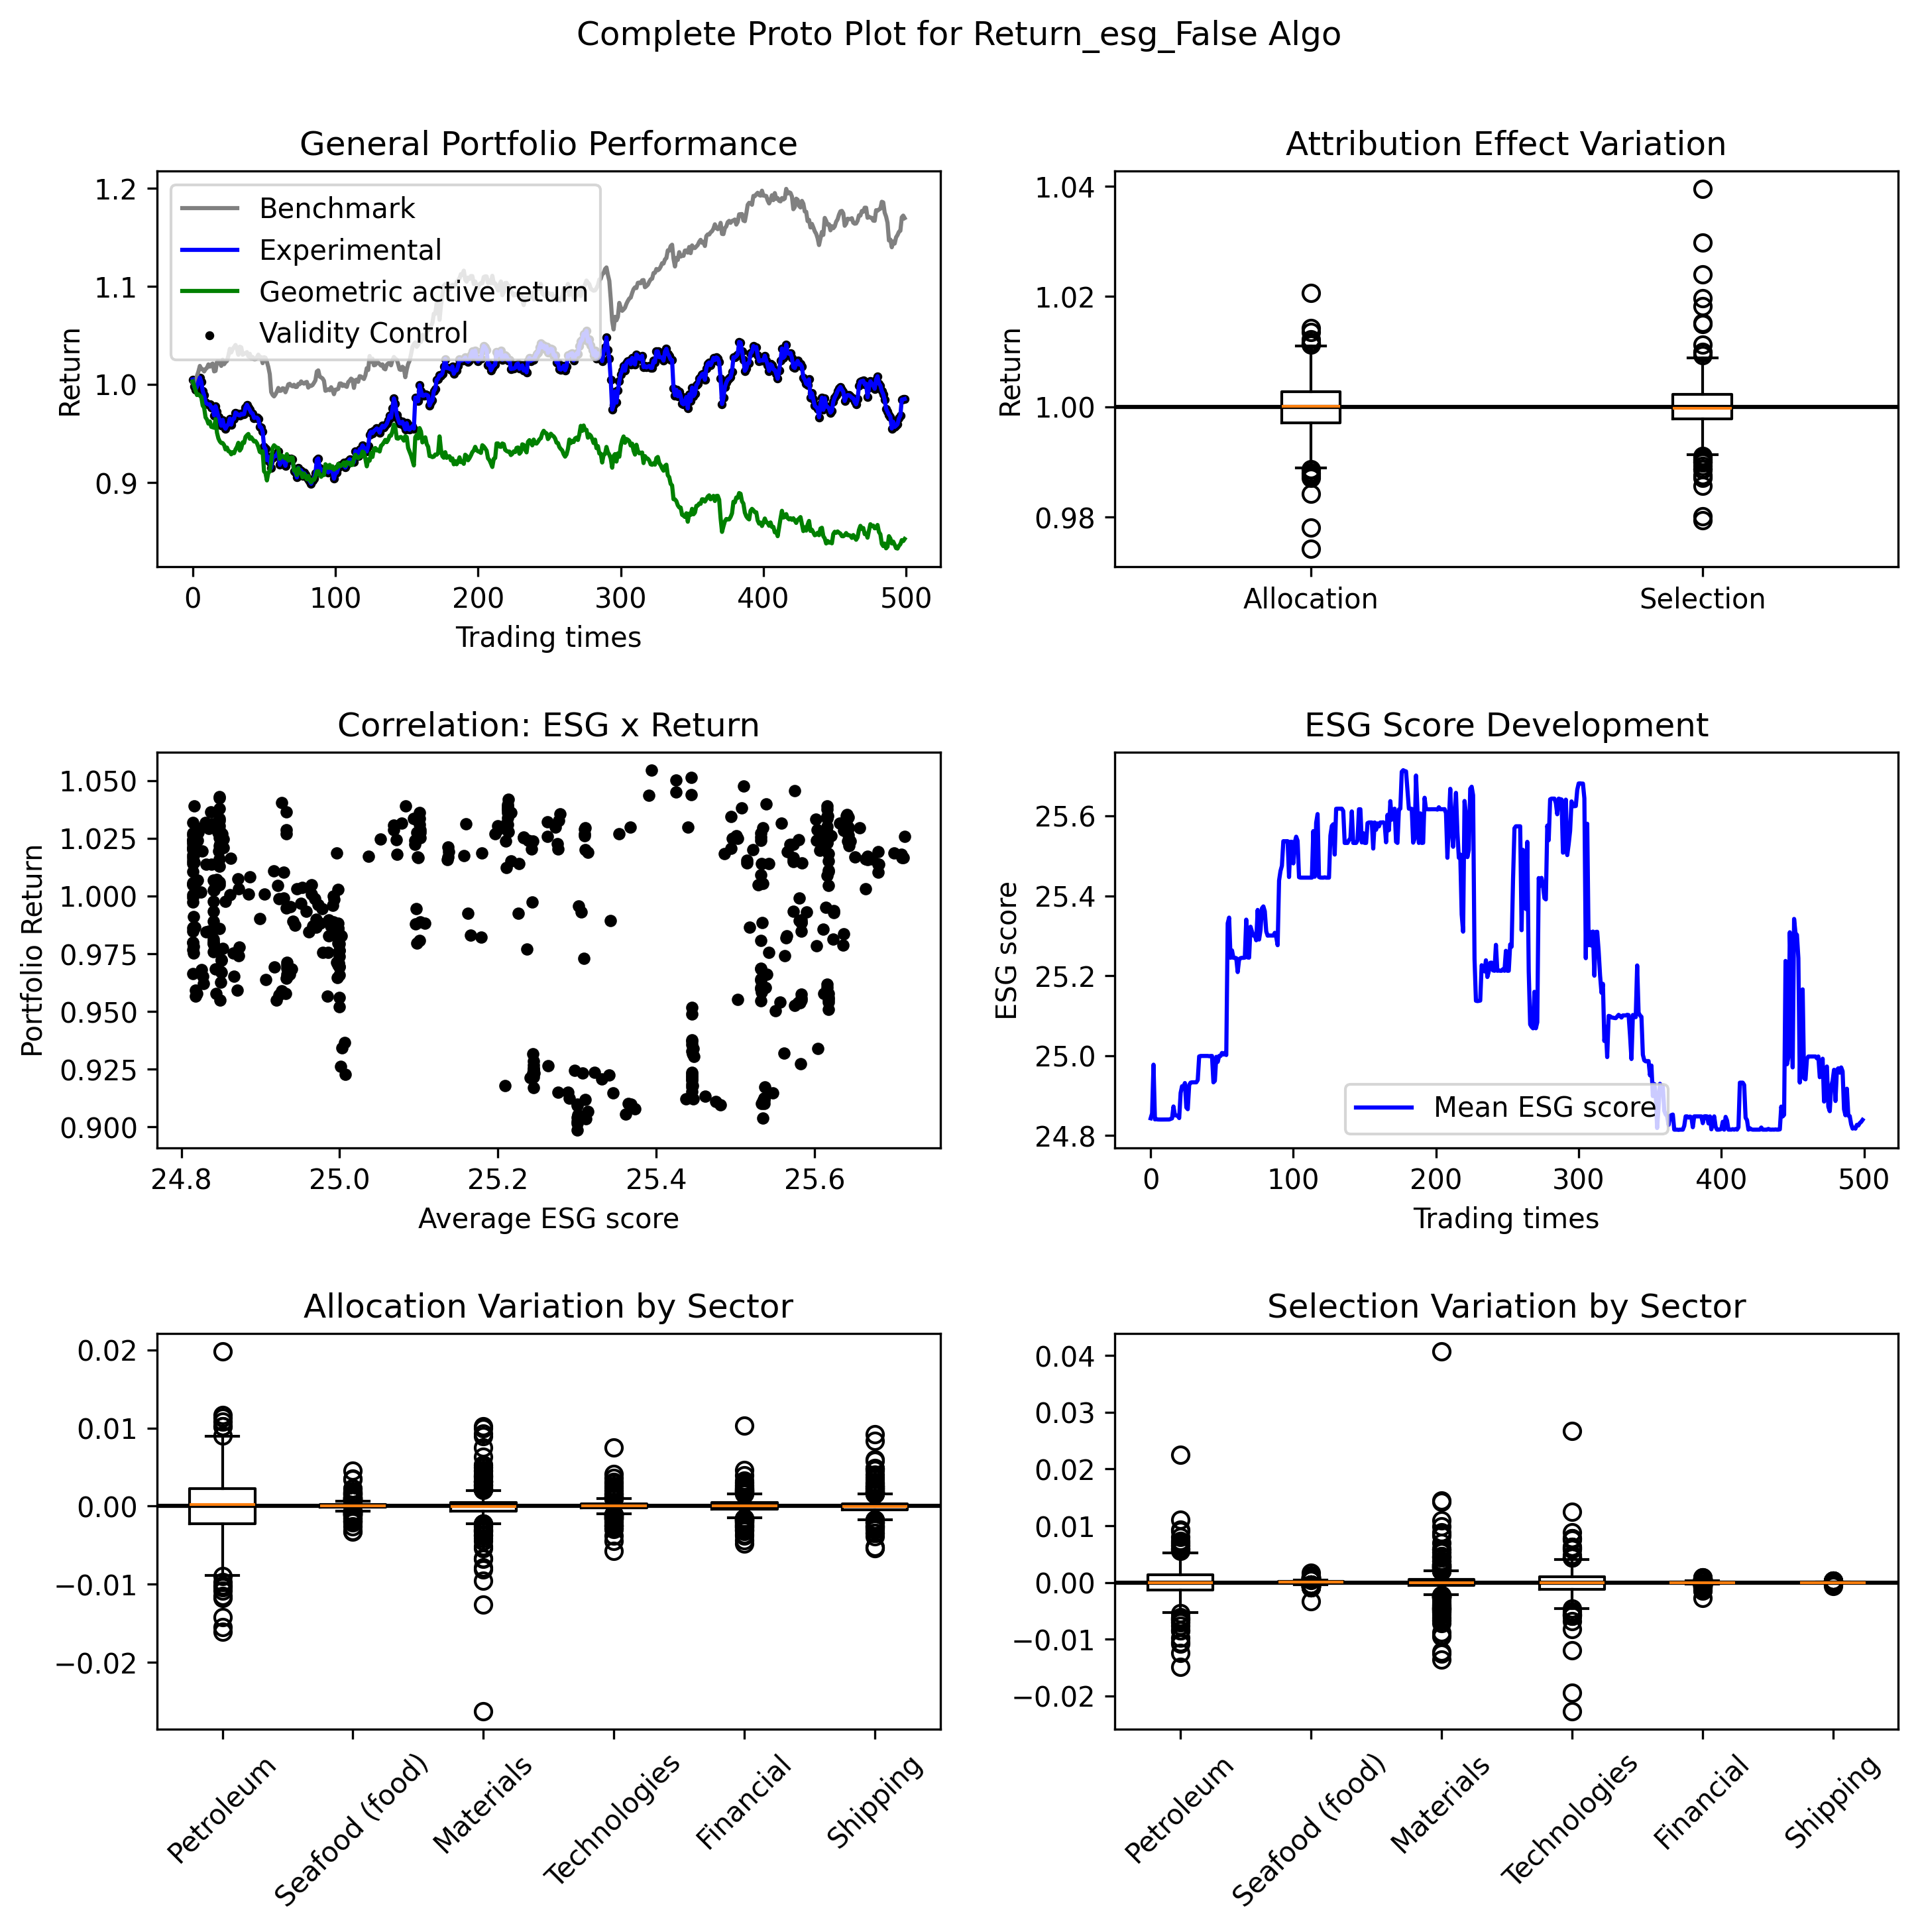 Complete Proto Plot for Return_esg_False Algo
General Portfolio Performance
Return
1.2
1.1
1.0
0.9
Benchmark
Experimental
Geometric active return
Validity Control
0 100 200 300 400 500
Trading times
Attribution Effect Variation
Return
1.04
1.02
1.00
0.98
Allocation Selection
Correlation: ESG x Return
Portfolio Return
1.050
1.025
1.000
0.975
0.950
0.925
0.900
24.8 25.0 25.2 25.4 25.6
Average ESG score
ESG Score Development
ESG score
25.6
25.4
25.2
25.0
24.8
Mean ESG score
0 100 200 300 400 500
Trading times
Allocation Variation by Sector
0.02
0.01
0.00
−0.01
−0.02
Petroleum
Seafood (food)
Materials
Technologies
Financial
Shipping
Selection Variation by Sector
0.04
0.03
0.02
0.01
0.00
−0.01
−0.02
Petroleum
Seafood (food)
Materials
Technologies
Financial
Shipping